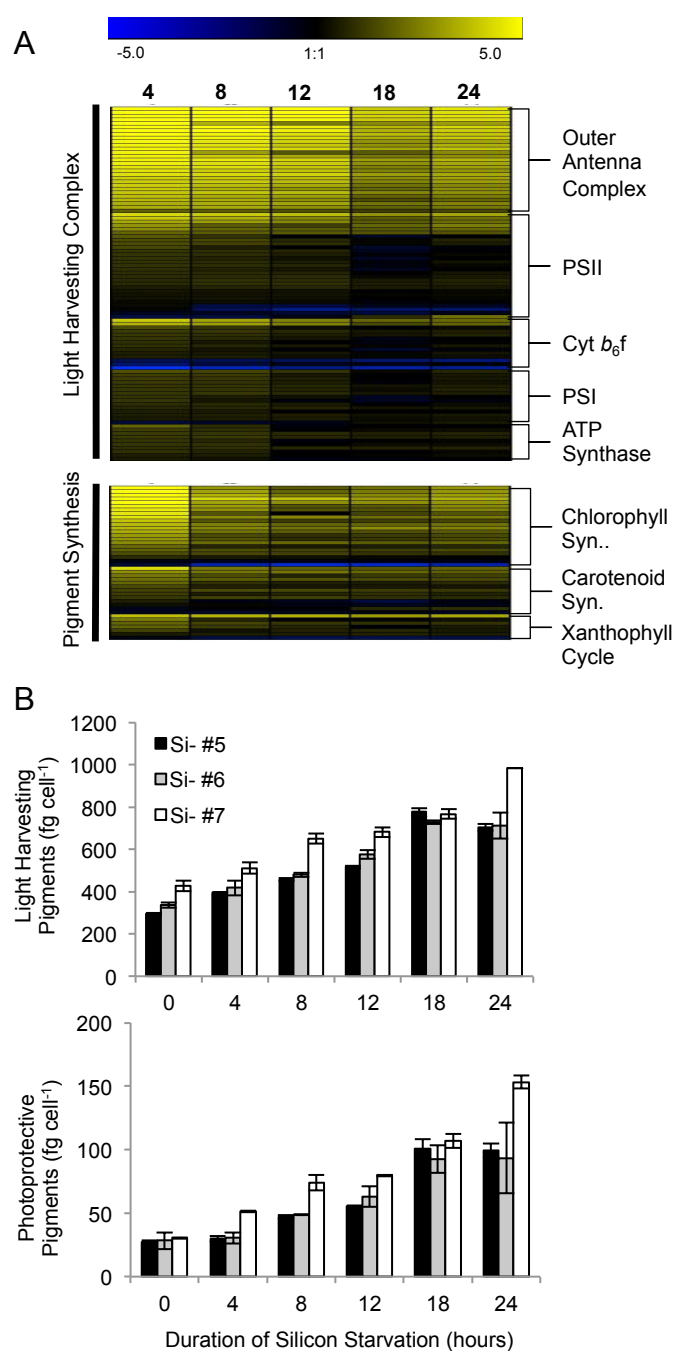 A
-5.0 1:1 5.0
4 8 12 18 24
Light Harvesting Complex
Outer
Antenna
Complex
PSII
Cyt b6f
PSI
ATP
Synthase
Pigment Synthesis
Chlorophyll
Syn..
Carotenoid
Syn.
Xanthophyll
Cycle
B
Light Harvesting
Pigments (fg cell-1)
1200
1000
800
600
400
200
0
Si- #5
Si- #6
Si- #7
0 4 8 12 18 24
Photoprotective
Pigments (fg cell-1)
200
150
100
50
0
0 4 8 12 18 24
Duration of Silicon Starvation (hours)